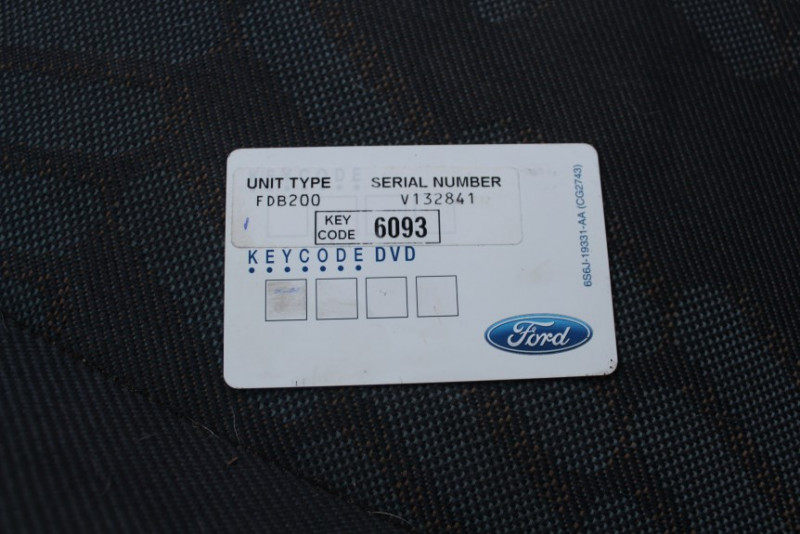 UNIT TYPE SERIAL NUMBER
FDB200 V132841
KEY CODE 6093
KEYCODE DVD
Ford
6S6J-19331-AA (CG2743)